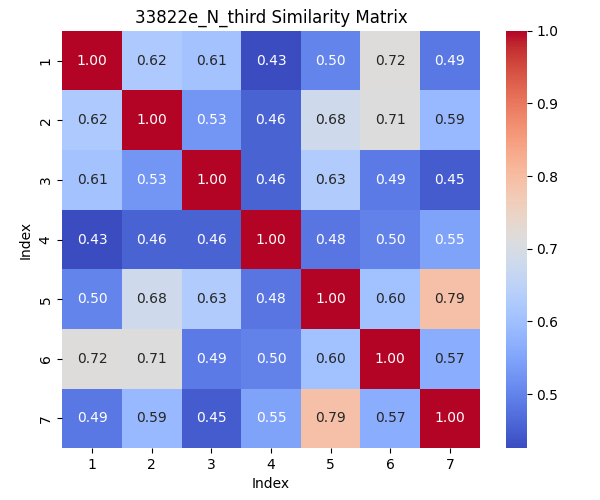 33822e_N_third Similarity Matrix
1 1.00 0.62 0.61 0.43 0.50 0.72 0.49
2 0.62 1.00 0.53 0.46 0.68 0.71 0.59
3 0.61 0.53 1.00 0.46 0.63 0.49 0.45
4 0.43 0.46 0.46 1.00 0.48 0.50 0.55
5 0.50 0.68 0.63 0.48 1.00 0.60 0.79
6 0.72 0.71 0.49 0.50 0.60 1.00 0.57
7 0.49 0.59 0.45 0.55 0.79 0.57 1.00
1 2 3 4 5 6 7
Index
Index
1.0
0.9
0.8
0.7
0.6
0.5